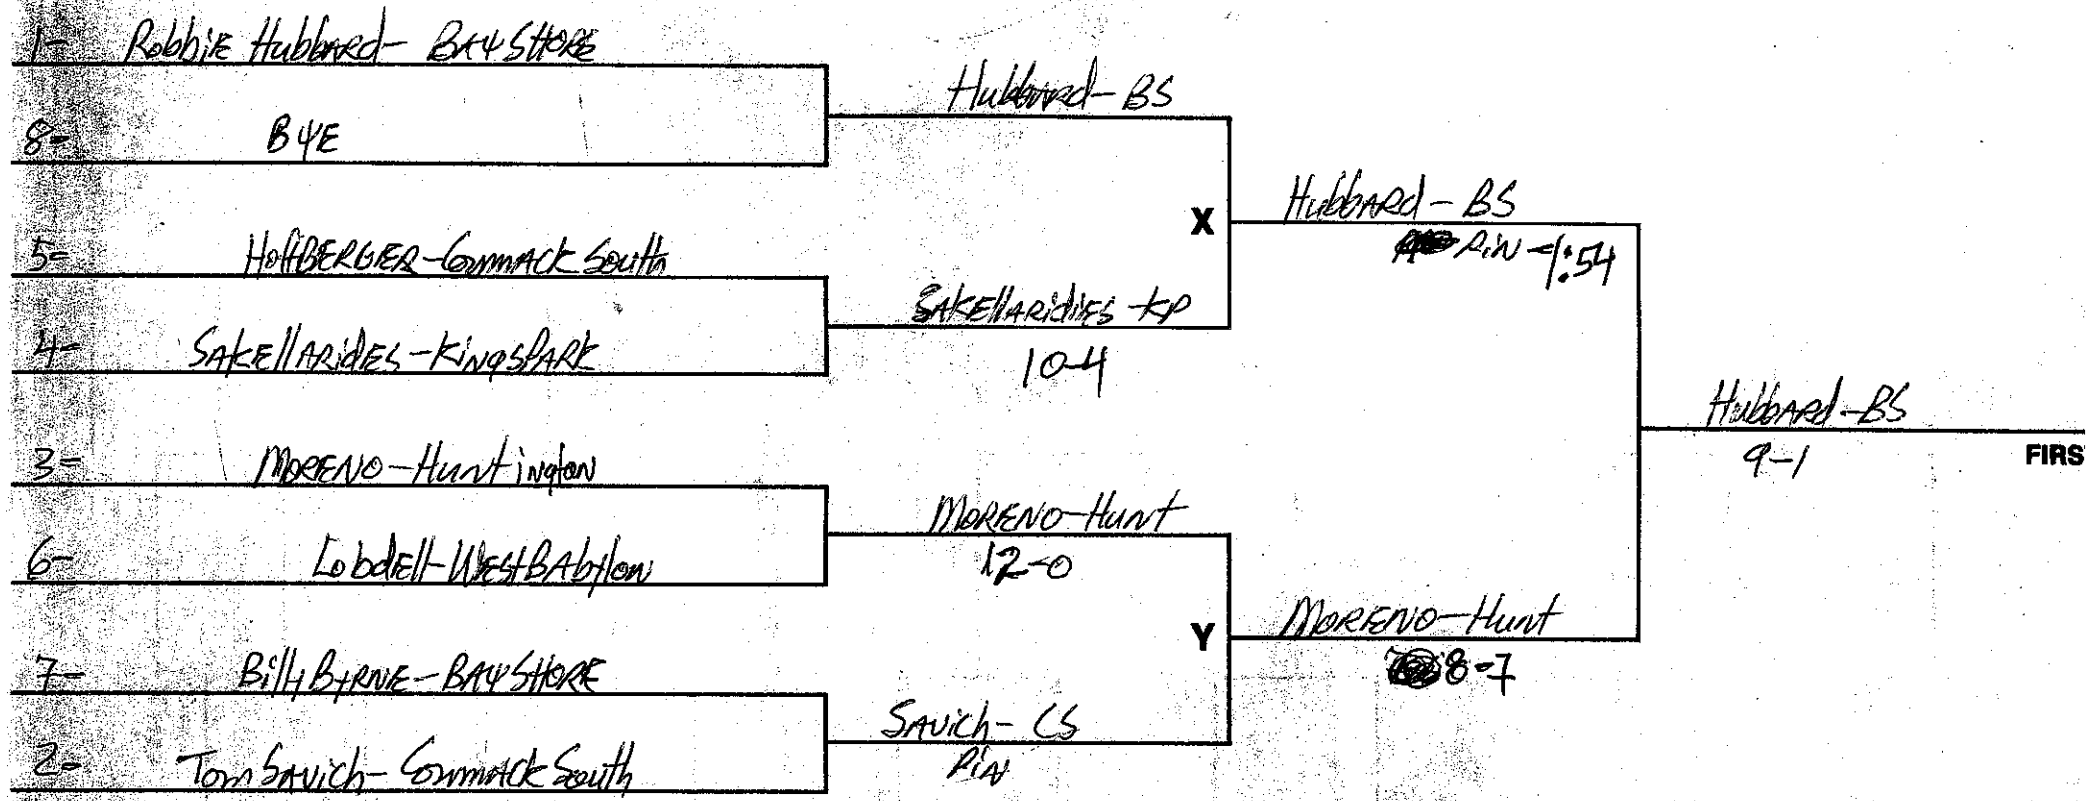 1- Robbie Hubbard- BAYSHORE
Hubbard-BS
8- BYE
Hubbard-BS
X
Pin-1:54
5- HoffBERGER-Commack South
SAKEllARidiES-KP
10-4
4- SAKEllARidES-KingsPARK
Hubbard-BS
9-1
FIRS
3- MORENO-Huntington
MORENO-Hunt
12-0
6- Lobdell-WestBAbylon
MORENO-Hunt
Y
8-7
7- Billy ByRNE-BAYSHORE
SAvich-CS
Pin
2- Tom Savich-Commack South